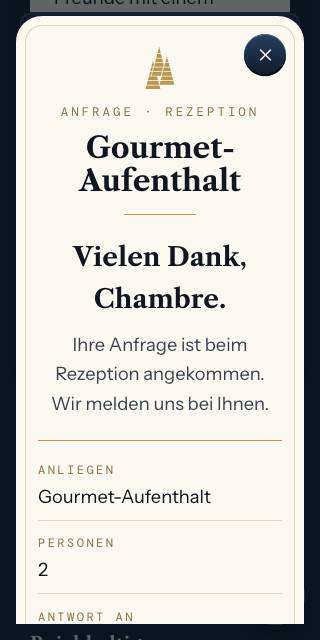 Freunde mit einem
ANFRAGE · REZEPTION
Gourmet-
Aufenthalt
Vielen Dank,
Chambre.
Ihre Anfrage ist beim
Rezeption angekommen.
Wir melden uns bei Ihnen.
ANLIEGEN
Gourmet-Aufenthalt
PERSONEN
2
ANTWORT AN